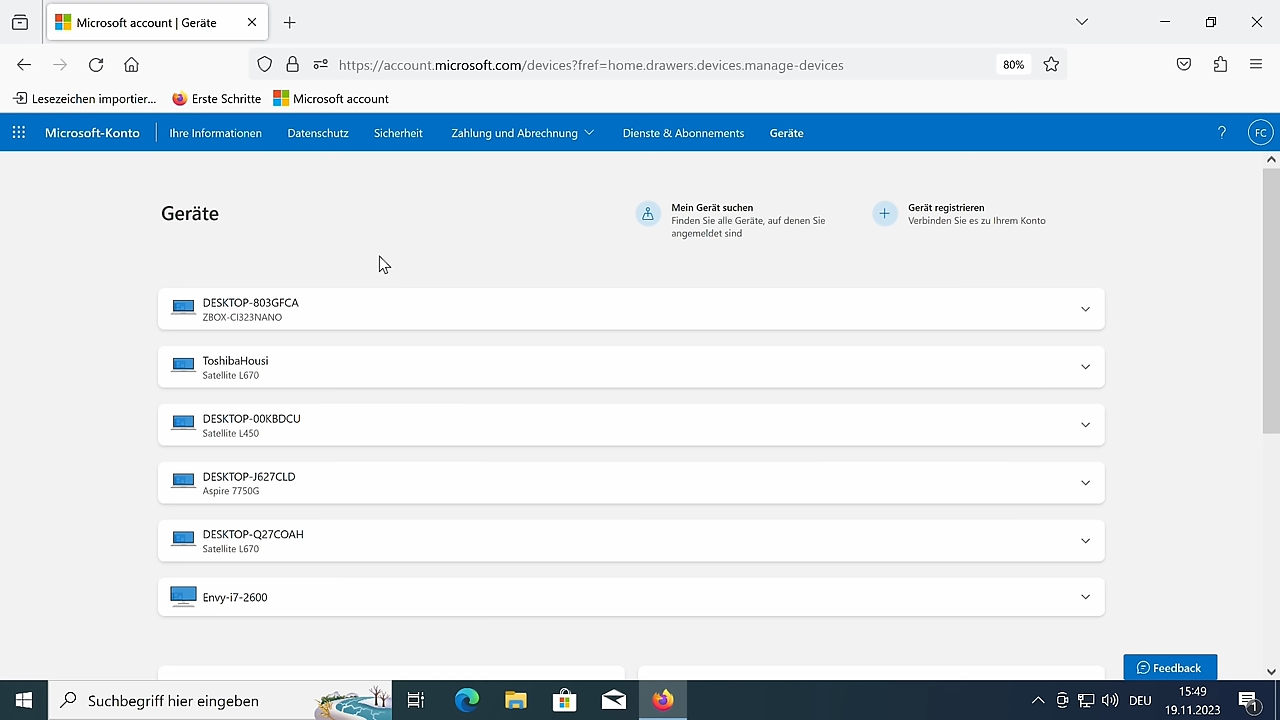 Microsoft account | Geräte
https://account.microsoft.com/devices?fref=home.drawers.devices.manage-devices
80%
Lesezeichen importier...
Erste Schritte
Microsoft account
Microsoft-Konto
Ihre Informationen
Datenschutz
Sicherheit
Zahlung und Abrechnung
Dienste & Abonnements
Geräte
?
FC
Geräte
Mein Gerät suchen
Finden Sie alle Geräte, auf denen Sie
angemeldet sind
Gerät registrieren
Verbinden Sie es zu Ihrem Konto
DESKTOP-803GFCA
ZBOX-CI323NANO
ToshibaHousi
Satellite L670
DESKTOP-00KBDCU
Satellite L450
DESKTOP-J627CLD
Aspire 7750G
DESKTOP-Q27COAH
Satellite L670
Envy-i7-2600
Feedback
Suchbegriff hier eingeben
DEU
15:49
19.11.2023
1